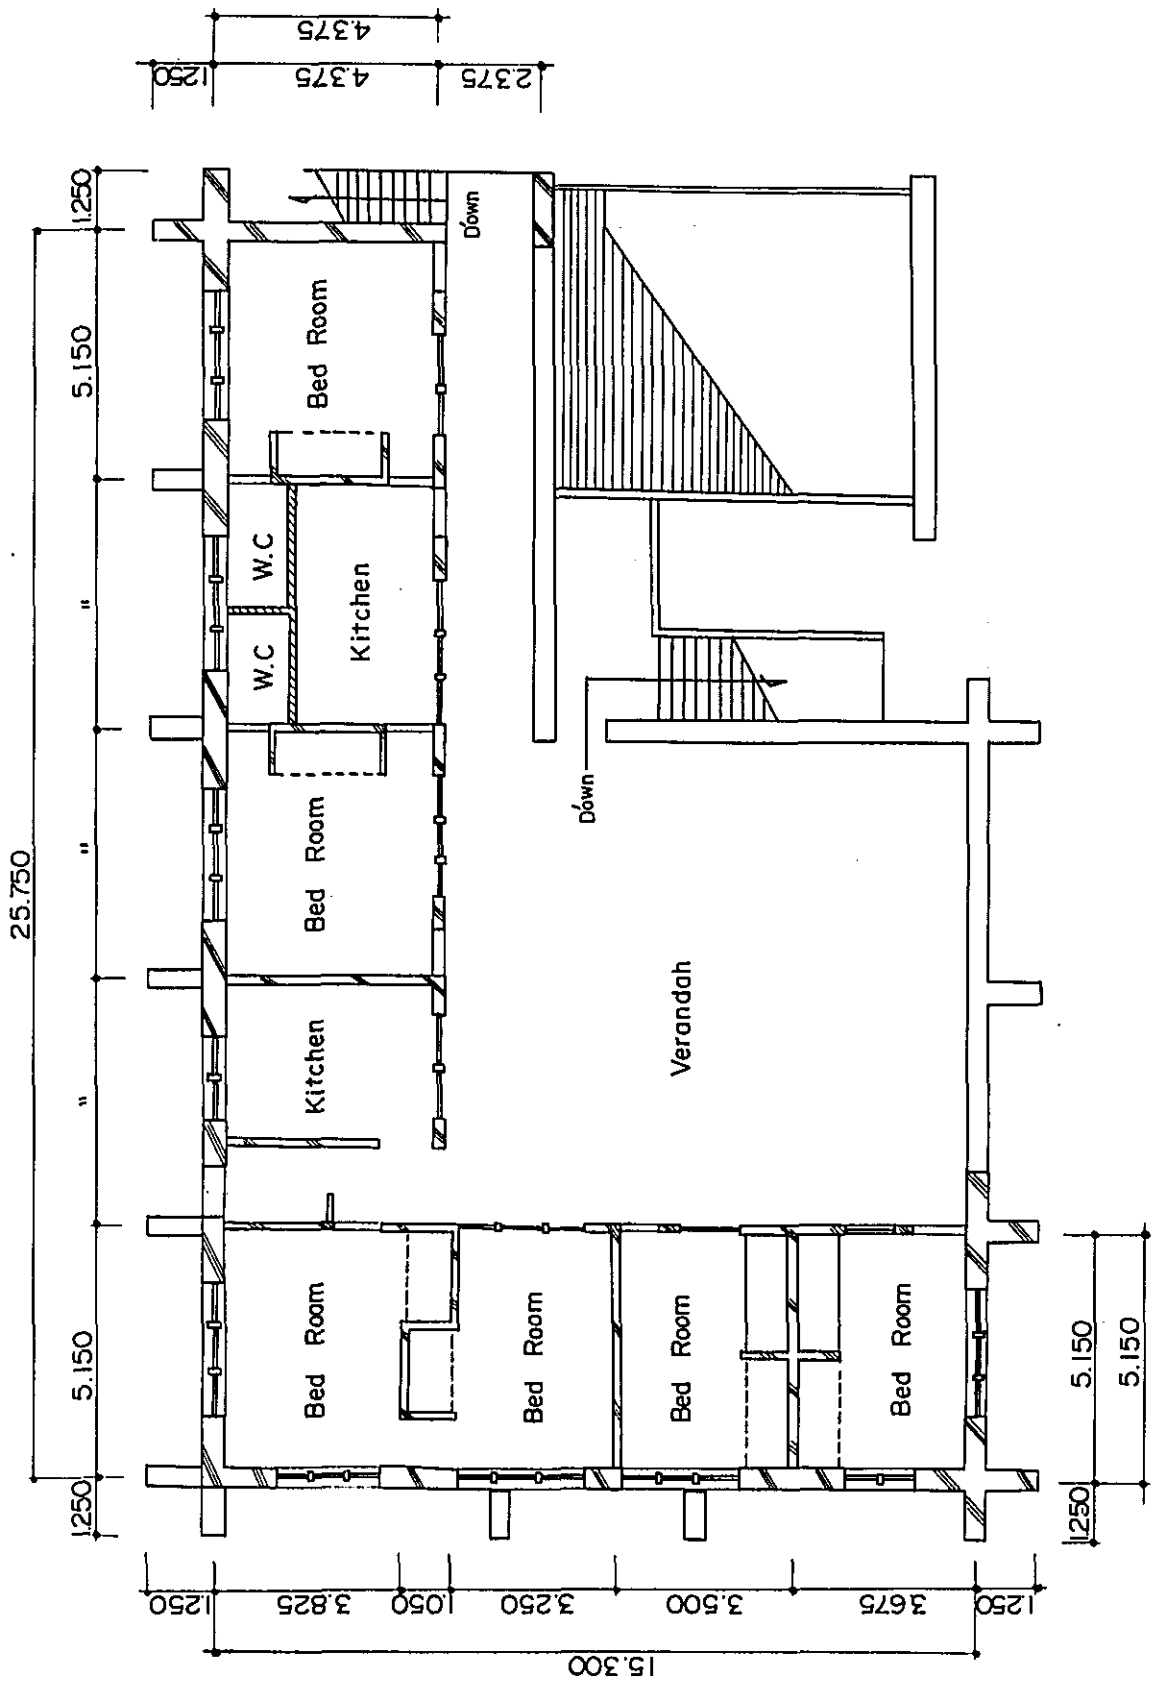 25.750
1.250
5.150
"
"
"
5.150
1.250
15.300
1.250
3.825
1.050
3.250
3.500
3.675
1.250
Bed Room
Kitchen
Bed Room
W.C
W.C
Kitchen
Bed Room
Bed Room
Bed Room
Bed Room
Verandah
Down
Down
1.250
4.375
2.375
4.375
1.250
5.150
5.150